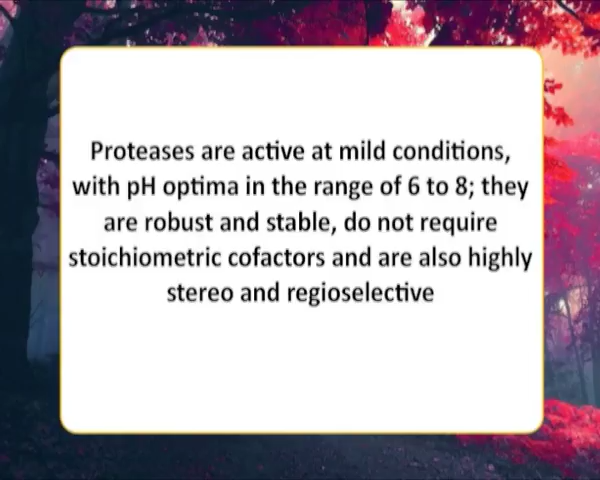 Proteases are active at mild conditions,
with pH optima in the range of 6 to 8; they
are robust and stable, do not require
stoichiometric cofactors and are also highly
stereo and regioselective